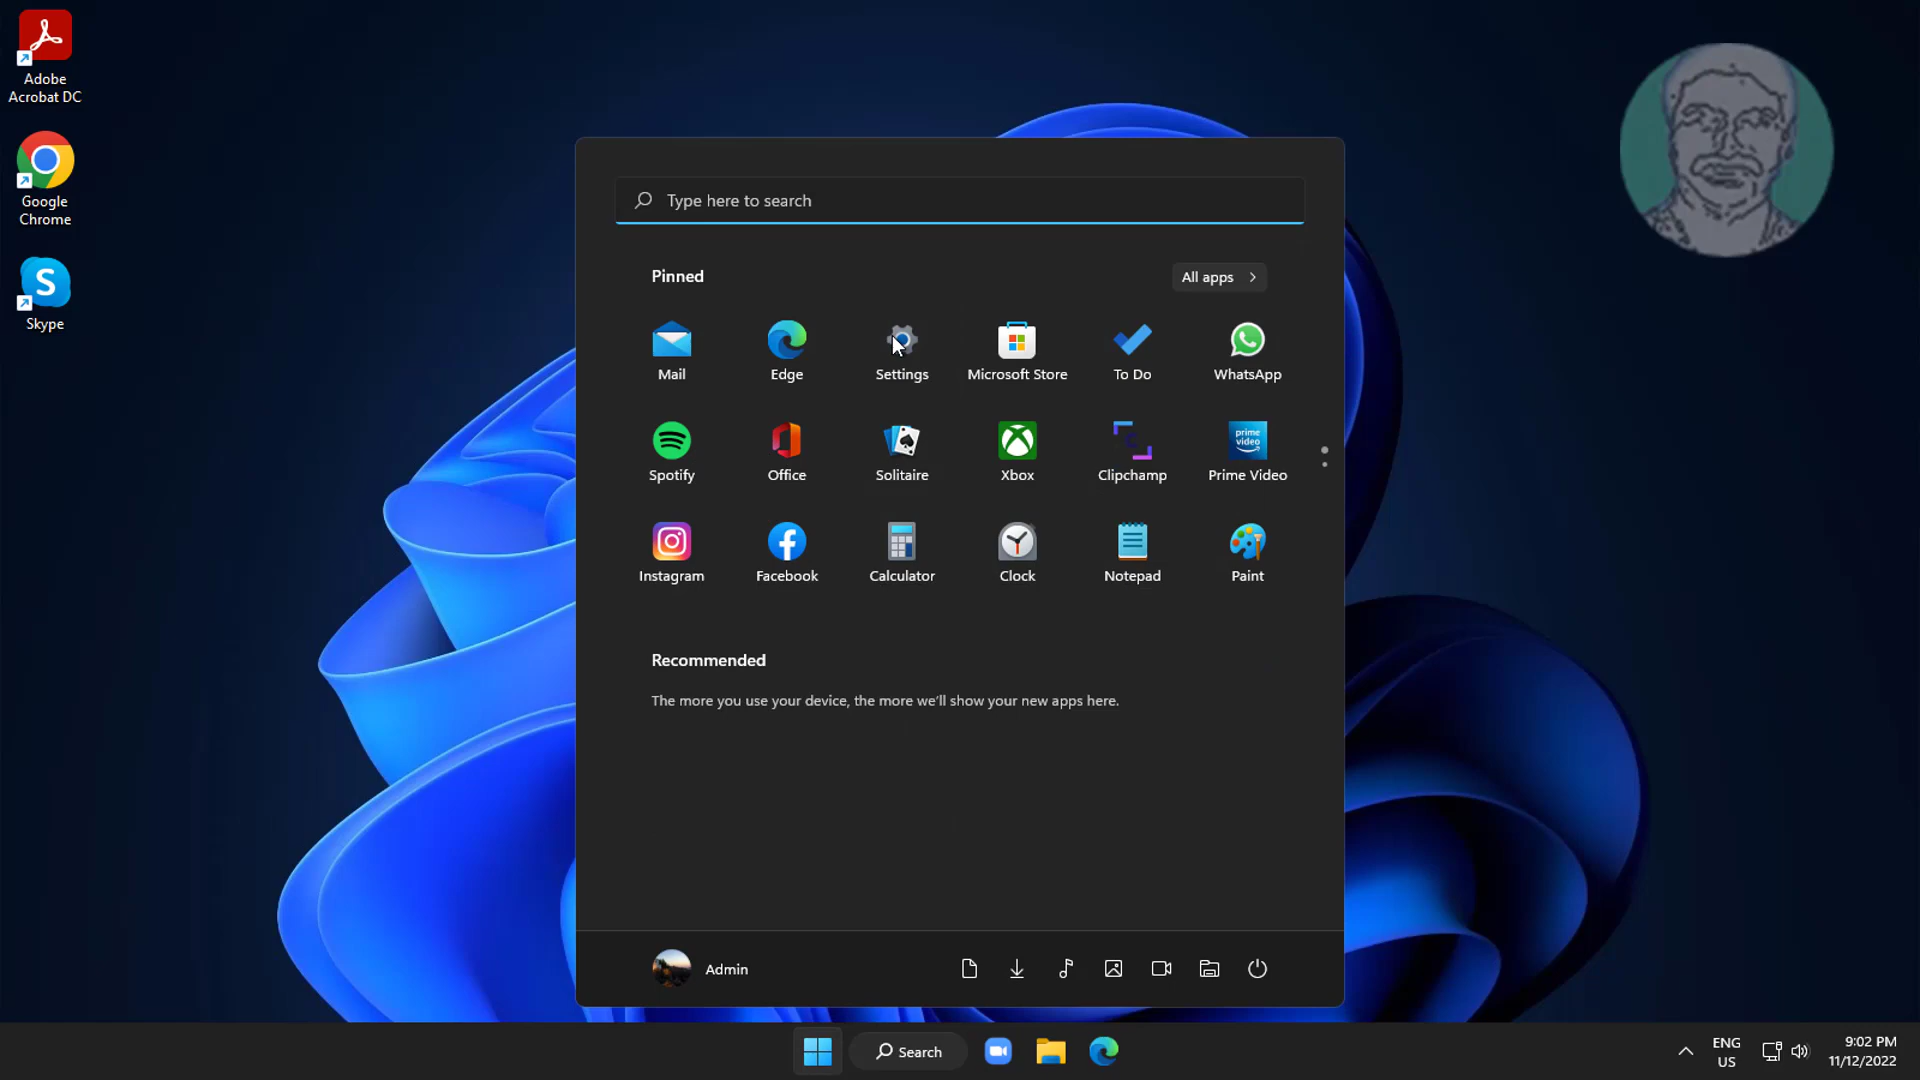 Adobe
Acrobat DC
Google
Chrome
S
Skype
Type here to search
Pinned
All apps
Mail
Edge
Settings
Microsoft Store
To Do
WhatsApp
prime
video
Spotify
Office
Solitaire
Xbox
Clipchamp
Prime Video
Instagram
Facebook
Calculator
Clock
Notepad
Paint
Recommended
The more you use your device, the more we'll show your new apps here.
Admin
Search
ENG
US
9:02 PM
11/12/2022